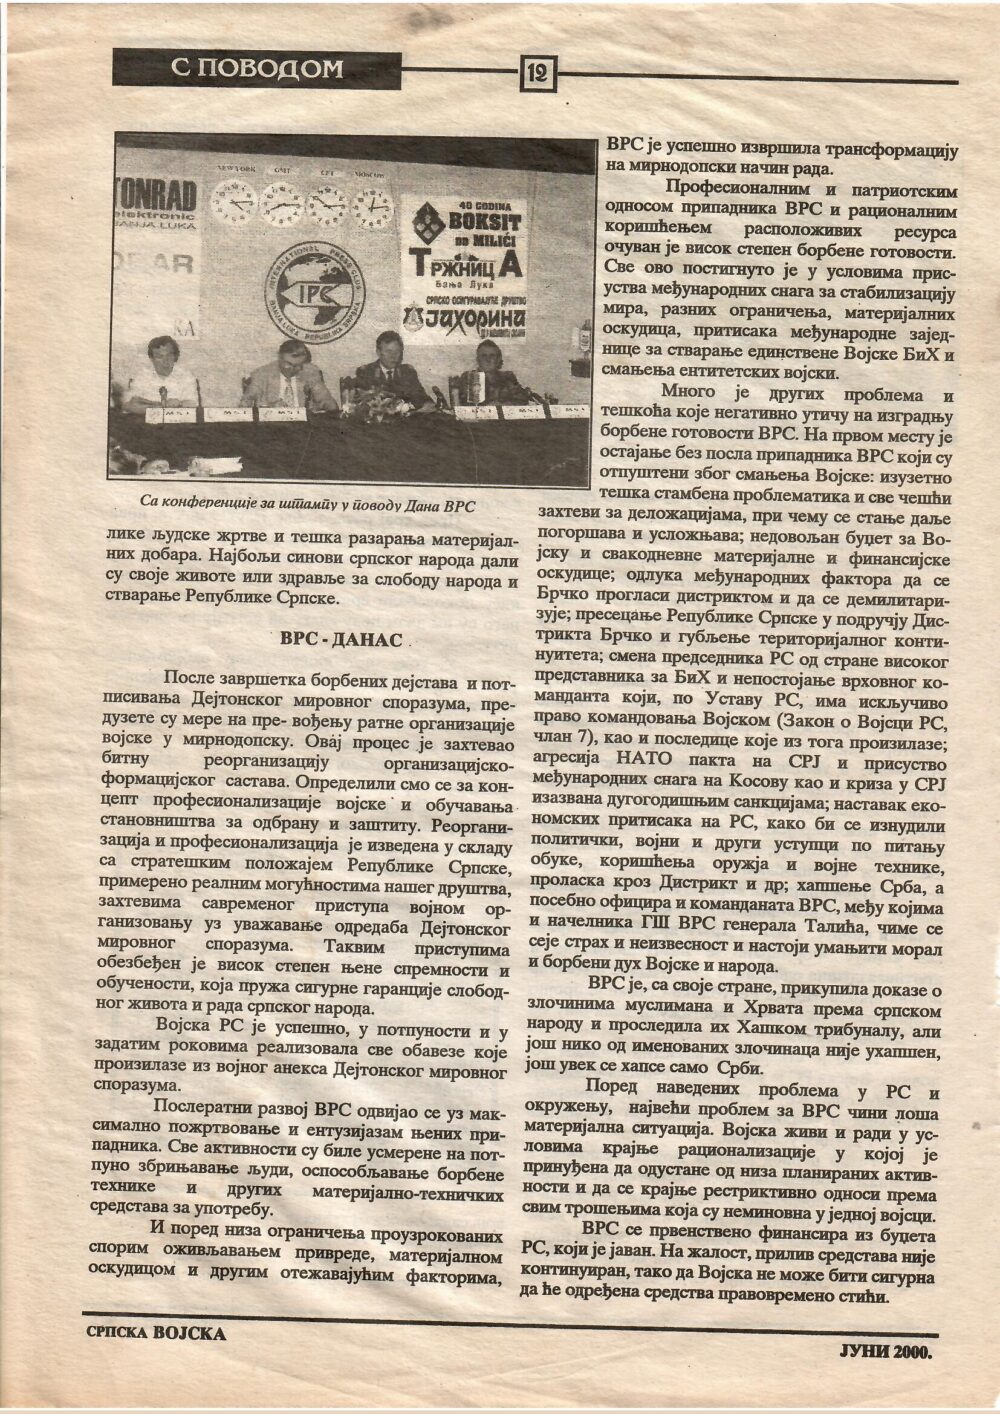 С ПОВОДОМ
12
TONRAD
elektronic
BANJA LUKA
NEW YORK
GMT
CET
MOSCOW
INTERNATIONAL PRESS CLUB
IPC
BANJA LUKA REPUBLIKA SRPSKA
40 GODINA
BOKSIT
DD MILIĆI
ТРЖНИЦА
Бања Лука
СРПСКО ОСИГУРАВАЈУЋЕ ДРУШТВО
ЈАХОРИНА
Са конференције за штампу у поводу Дана ВРС
лике људске жртве и тешка разарања материјал-
них добара. Најбољи синови српског народа дали
су своје животе или здравље за слободу народа и
стварање Републике Српске.
ВРС - ДАНАС
После завршетка борбених дејстава и пот-
писивања Дејтонског мировног споразума, пре-
дузете су мере на пре- вођењу ратне организације
војске у мирнодопску. Овај процес је захтевао
битну реорганизацију организацијско-
формацијског састава. Определили смо се за кон-
цепт професионализације војске и обучавања
становништва за одбрану и заштиту. Реоргани-
зација и професионализација је изведена у складу
са стратешким положајем Републике Српске,
примерено реалним могућностима нашег друштва,
захтевима савременог приступа војном ор-
ганизовању уз уважавање одредаба Дејтонског
мировног споразума. Таквим приступима
обезбеђен је висок степен њене спремности и
обучености, која пружа сигурне гаранције слобод-
ног живота и рада српског народа.
Војска РС је успешно, у потпуности и у
задатим роковима реализовала све обавезе које
произилазе из војног анекса Дејтонског мировног
споразума.
Послератни развој ВРС одвијао се уз мак-
симално пожртвовање и ентузијазам њених при-
падника. Све активности су биле усмерене на пот-
пуно збрињавање људи, оспособљавање борбене
технике и других материјално-техничких
средстава за употребу.
И поред низа ограничења проузрокованих
спорим оживљавањем привреде, материјалном
оскудицом и другим отежавајућим факторима,
ВРС је успешно извршила трансформацију
на мирнодопски начин рада.
Професионалним и патриотским
односом припадника ВРС и рационалним
коришћењем расположивих ресурса
очуван је висок степен борбене готовости.
Све ово постигнуто је у условима прис-
уства међународних снага за стабилизацију
мира, разних ограничења, материјалних
оскудица, притисака међународне зајед-
нице за стварање единствене Војске БиХ и
смањења ентитетских војски.
Много је других проблема и
тешкоћа које негативно утичу на изградњу
борбене готовости ВРС. На првом месту је
остајање без посла припадника ВРС који су
отпуштени због смањења Војске: изузетно
тешка стамбена проблематика и све чешћи
захтеви за деложацијама, при чему се стање даље
погоршава и усложњава; недовољан буџет за Во-
јску и свакодневне материјалне и финансијске
оскудице; одлука међународних фактора да се
Брчко прогласи дистриктом и да се демилитари-
зује; пресецање Републике Српске у подручју Дис-
трикта Брчко и губљење територијалног конти-
нуитета; смена председника РС од стране високог
представника за БиХ и непостојање врховног ко-
манданта који, по Уставу РС, има искључиво
право командовања Војском (Закон о Војсци РС,
члан 7), као и последице које из тога произилазе;
агресија НАТО пакта на СРЈ и присуство
међународних снага на Косову као и криза у СРЈ
изазвана дугогодишњим санкцијама; наставак еко-
номских притисака на РС, како би се изнудили
политички, војни и други уступци по питању
обуке, коришћења оружја и војне технике,
проласка кроз Дистрикт и др; хапшење Срба, а
посебно официра и команданата ВРС, међу којима
и начелника ГШ ВРС генерала Талића, чиме се
сеје страх и неизвесност и настоји умањити морал
и борбени дух Војске и народа.
ВРС је, са своје стране, прикупила доказе о
злочинима муслимана и Хрвата према српском
народу и проследила их Хашком трибуналу, али
још нико од именованих злочинаца није ухапшен,
још увек се хапсе само Срби.
Поред наведених проблема у РС и
окружењу, највећи проблем за ВРС чини лоша
материјална ситуација. Војска живи и ради у ус-
ловима крајње рационализације у којој је
принуђена да одустане од низа планираних актив-
ности и да се крајње рестриктивно односи према
свим трошењима која су неминовна у једној војсци.
ВРС се првенствено финансира из буџета
РС, који је јаван. На жалост, прилив средстава није
континуиран, тако да Војска не може бити сигурна
да ће одређена средства правовремено стићи.
СРПСКА ВОЈСКА
ЈУНИ 2000.